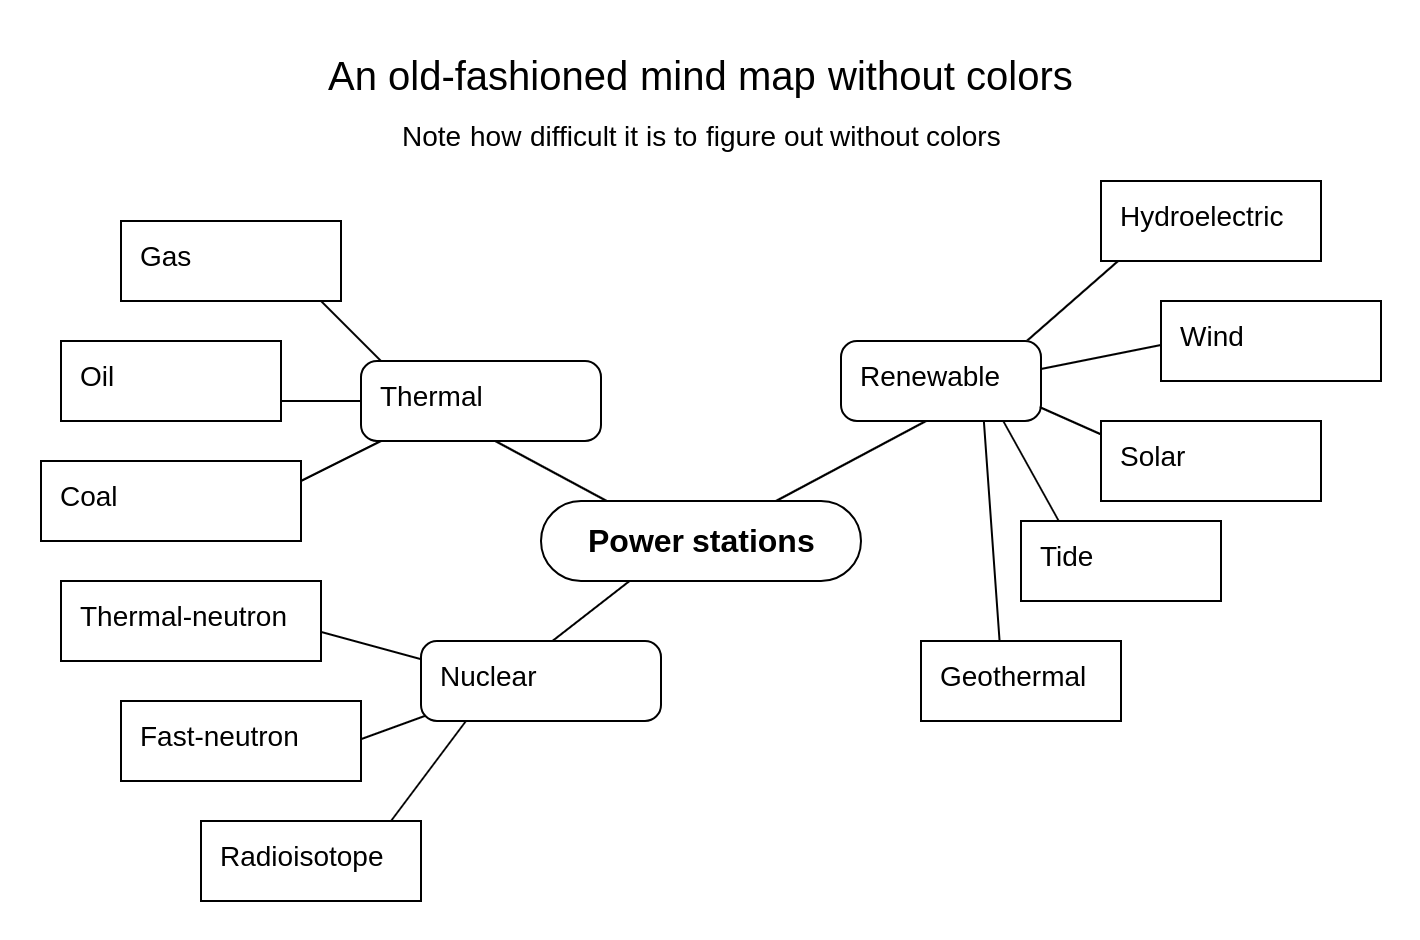 An old-fashioned mind map without colors
Note how difficult it is to figure out without colors
Gas
Oil
Coal
Thermal
Thermal-neutron
Fast-neutron
Radioisotope
Nuclear
Power stations
Renewable
Hydroelectric
Wind
Solar
Tide
Geothermal